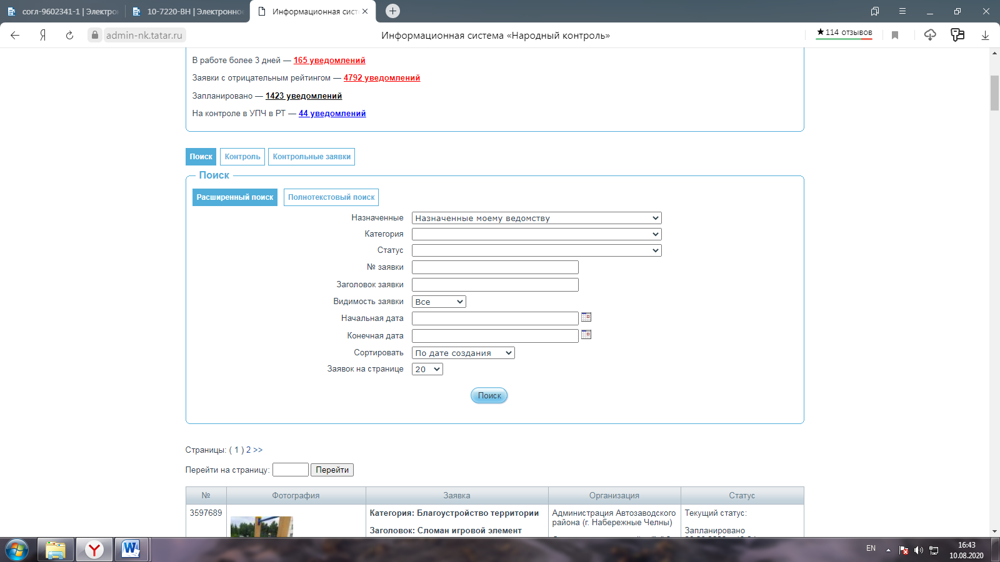 согл-9602341-1 | Электрон
10-7220-ВН | Электронное
Информационная сист
admin-nk.tatar.ru
Информационная система «Народный контроль»
★114 отзывов
В работе более 3 дней — 165 уведомлений
Заявки с отрицательным рейтингом — 4792 уведомлений
Запланировано — 1423 уведомлений
На контроле в УПЧ в РТ — 44 уведомлений
Поиск Контроль Контрольные заявки
Поиск
Расширенный поиск Полнотекстовый поиск
Назначенные Назначенные моему ведомству
Категория
Статус
№ заявки
Заголовок заявки
Видимость заявки Все
Начальная дата
Конечная дата
Сортировать По дате создания
Заявок на странице 20
Поиск
Страницы: ( 1 ) 2 >>
Перейти на страницу: Перейти
№ Фотография Заявка Организация Статус
3597689
Категория: Благоустройство территории
Заголовок: Сломан игровой элемент
Администрация Автозаводского
района (г. Набережные Челны)
Текущий статус:
Запланировано
EN
16:43
10.08.2020